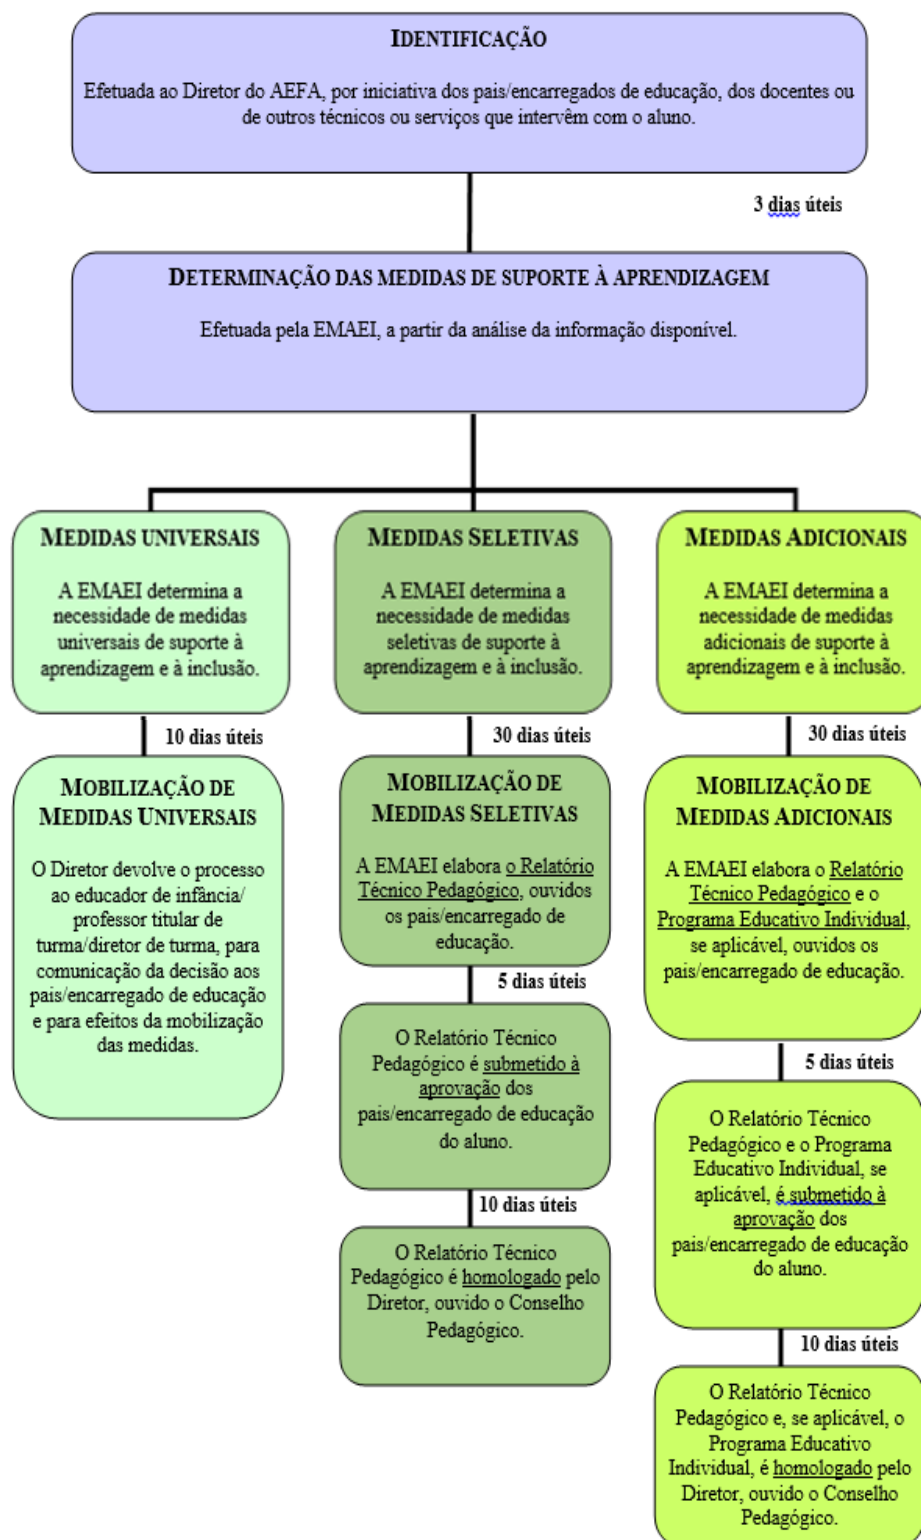 IDENTIFICAÇÃO
Efetuada ao Diretor do AEFA, por iniciativa dos pais/encarregados de educação, dos docentes ou
de outros técnicos ou serviços que intervêm com o aluno.
3 dias úteis
DETERMINAÇÃO DAS MEDIDAS DE SUPORTE À APRENDIZAGEM
Efetuada pela EMAEI, a partir da análise da informação disponível.
MEDIDAS UNIVERSAIS
A EMAEI determina a
necessidade de medidas
universais de suporte à
aprendizagem e à inclusão.
10 dias úteis
MOBILIZAÇÃO DE
MEDIDAS UNIVERSAIS
O Diretor devolve o processo
ao educador de infância/
professor titular de
turma/diretor de turma, para
comunicação da decisão aos
pais/encarregado de educação
e para efeitos da mobilização
das medidas.
MEDIDAS SELETIVAS
A EMAEI determina a
necessidade de medidas
seletivas de suporte à
aprendizagem e à inclusão.
30 dias úteis
MOBILIZAÇÃO DE
MEDIDAS SELETIVAS
A EMAEI elabora o Relatório
Técnico Pedagógico, ouvidos
os pais/encarregado de
educação.
5 dias úteis
O Relatório Técnico
Pedagógico é submetido à
aprovação dos
pais/encarregado de educação
do aluno.
10 dias úteis
O Relatório Técnico
Pedagógico é homologado pelo
Diretor, ouvido o Conselho
Pedagógico.
MEDIDAS ADICIONAIS
A EMAEI determina a
necessidade de medidas
adicionais de suporte à
aprendizagem e à inclusão.
30 dias úteis
MOBILIZAÇÃO DE
MEDIDAS ADICIONAIS
A EMAEI elabora o Relatório
Técnico Pedagógico e o
Programa Educativo Individual,
se aplicável, ouvidos os
pais/encarregado de educação.
5 dias úteis
O Relatório Técnico
Pedagógico e o Programa
Educativo Individual, se
aplicável, é submetido à
aprovação dos
pais/encarregado de educação
do aluno.
10 dias úteis
O Relatório Técnico
Pedagógico e, se aplicável, o
Programa Educativo
Individual, é homologado pelo
Diretor, ouvido o Conselho
Pedagógico.